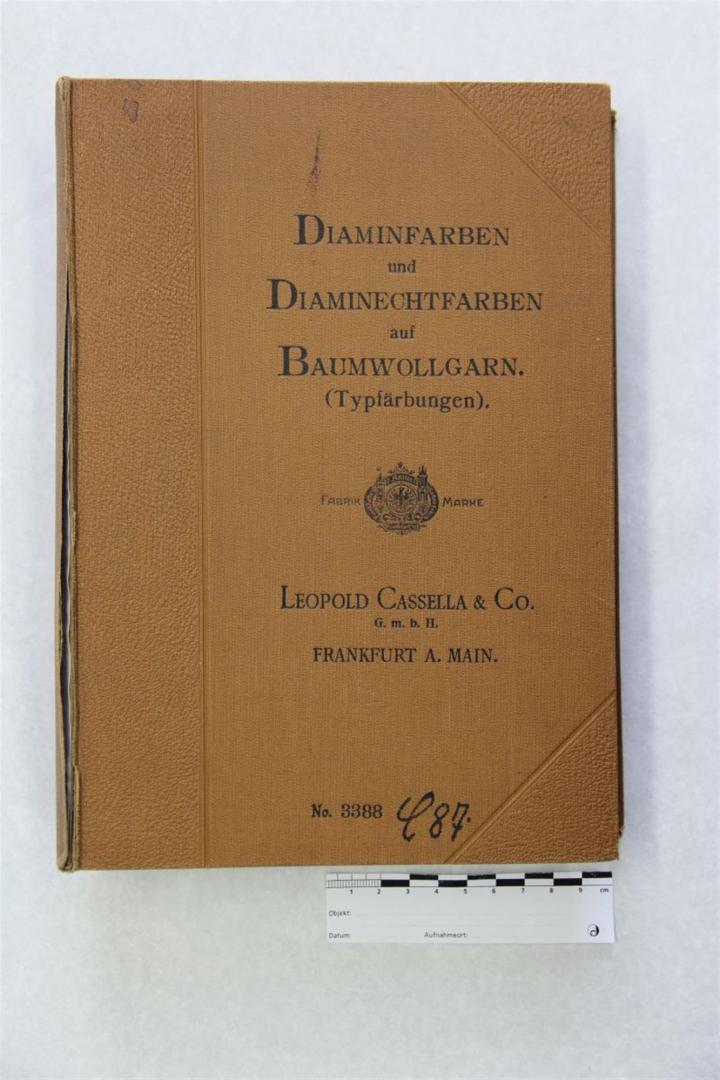 DIAMINFARBEN
und
DIAMINECHTFARBEN
auf
BAUMWOLLGARN.
(Typfärbungen).
FABRIK MARKE
LEOPOLD CASSELLA & CO.
G. m. b. H.
FRANKFURT A. MAIN.
No. 3388 87.
1 2 3 4 5 6 7 8 9 cm
Objekt:
Datum: Aufnahmeort: